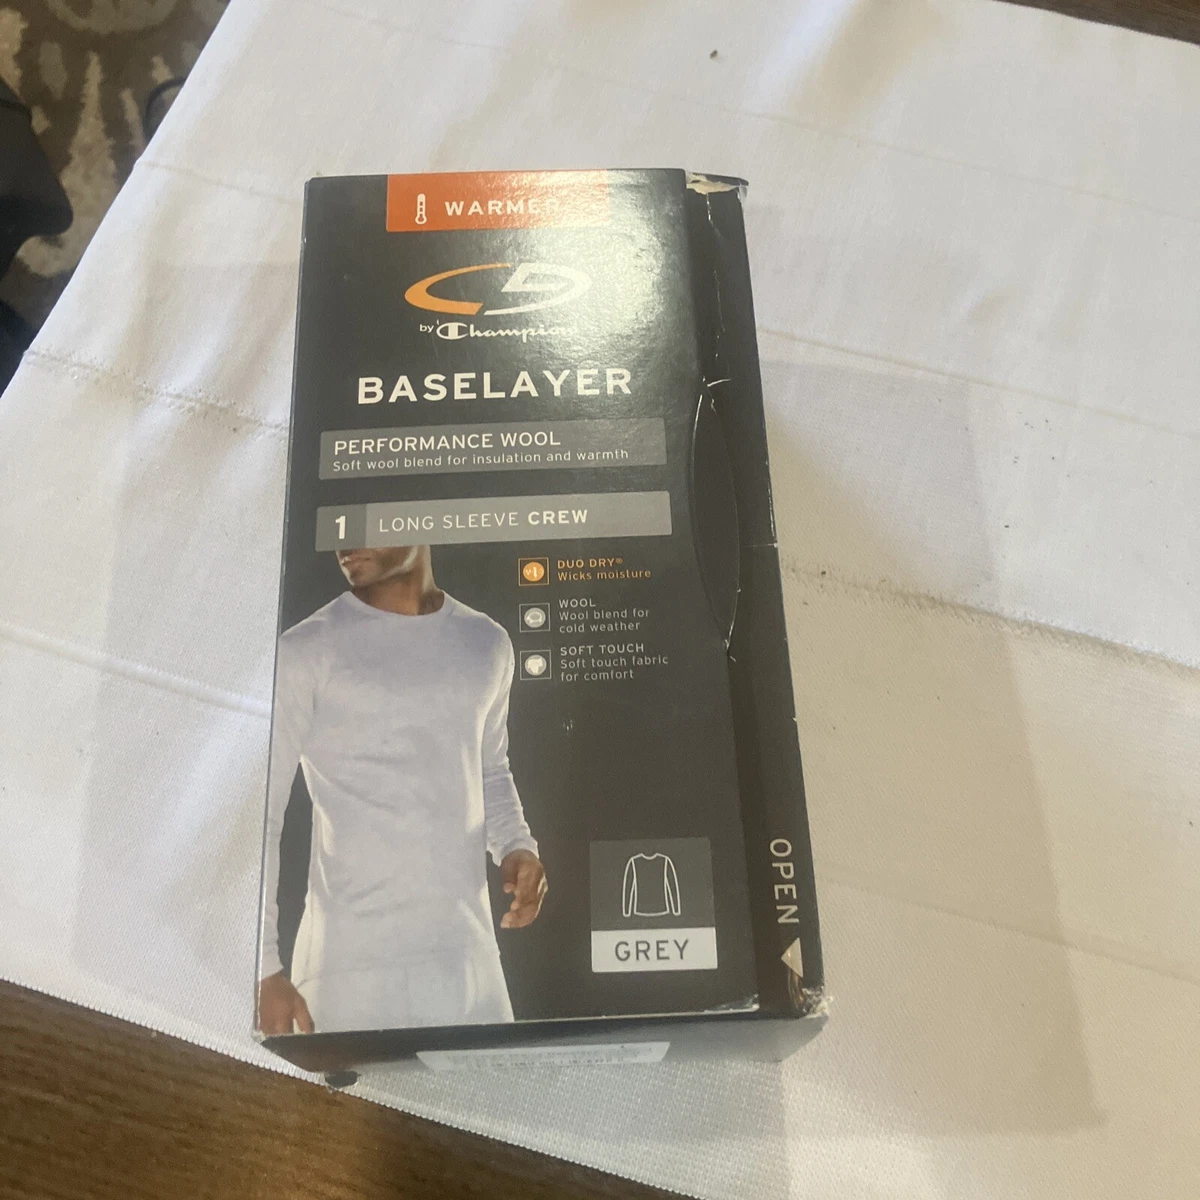 WARMER
by Champion
BASELAYER
PERFORMANCE WOOL
Soft wool blend for insulation and warmth
1 LONG SLEEVE CREW
DUO DRY®
Wicks moisture
WOOL
Wool blend for
cold weather
SOFT TOUCH
Soft touch fabric
for comfort
GREY
OPEN